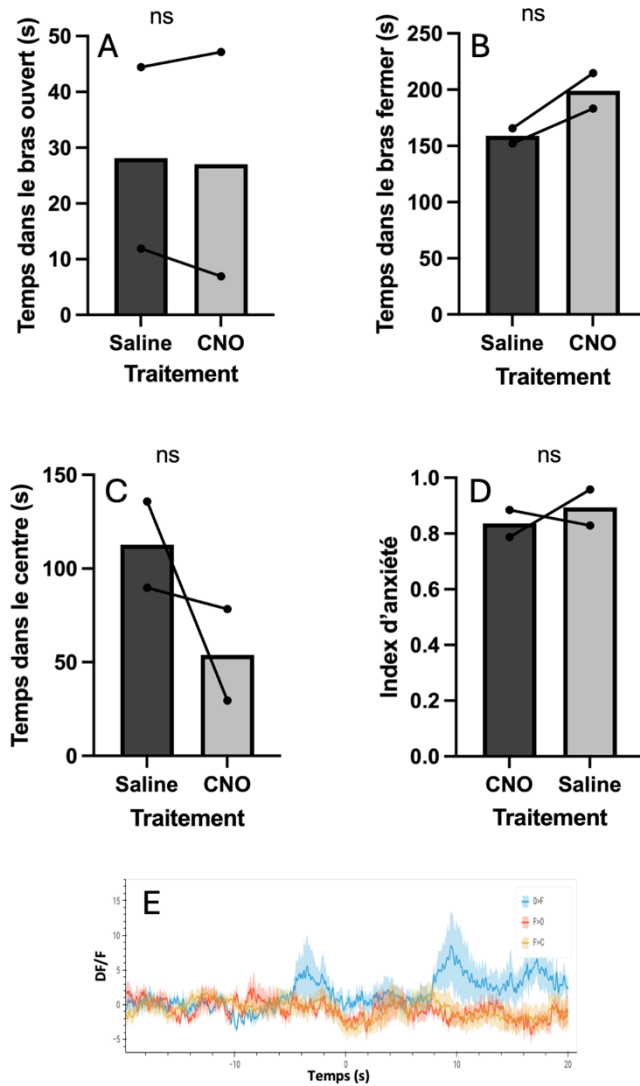 ns
A
Temps dans le bras ouvert (s)
50
40
30
20
10
0
Saline CNO
Traitement
ns
B
Temps dans le bras fermer (s)
250
200
150
100
50
0
Saline CNO
Traitement
ns
C
Temps dans le centre (s)
150
100
50
0
Saline CNO
Traitement
ns
D
Index d'anxiété
1.0
0.8
0.6
0.4
0.2
0.0
CNO Saline
Traitement
E
DF/F
15
10
5
0
-5
-10 0 10 20
Temps (s)
O>F
F>O
F>C